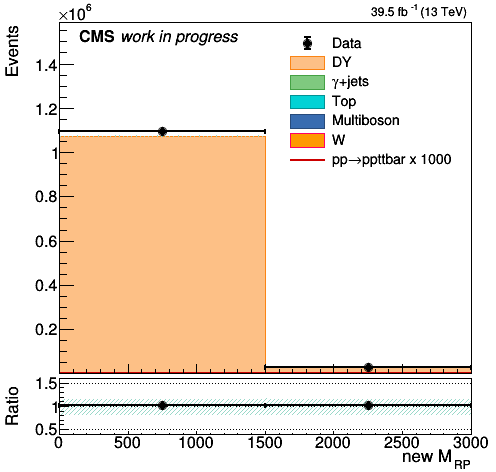 ×10⁶
39.5 fb⁻¹ (13 TeV)
CMS work in progress
Events
Data
DY
γ+jets
Top
Multiboson
W
pp→ppttbar x 1000
1.4
1.2
1
0.8
0.6
0.4
0.2
Ratio
1.5
1
0.5
0 500 1000 1500 2000 2500 3000
new M_RP